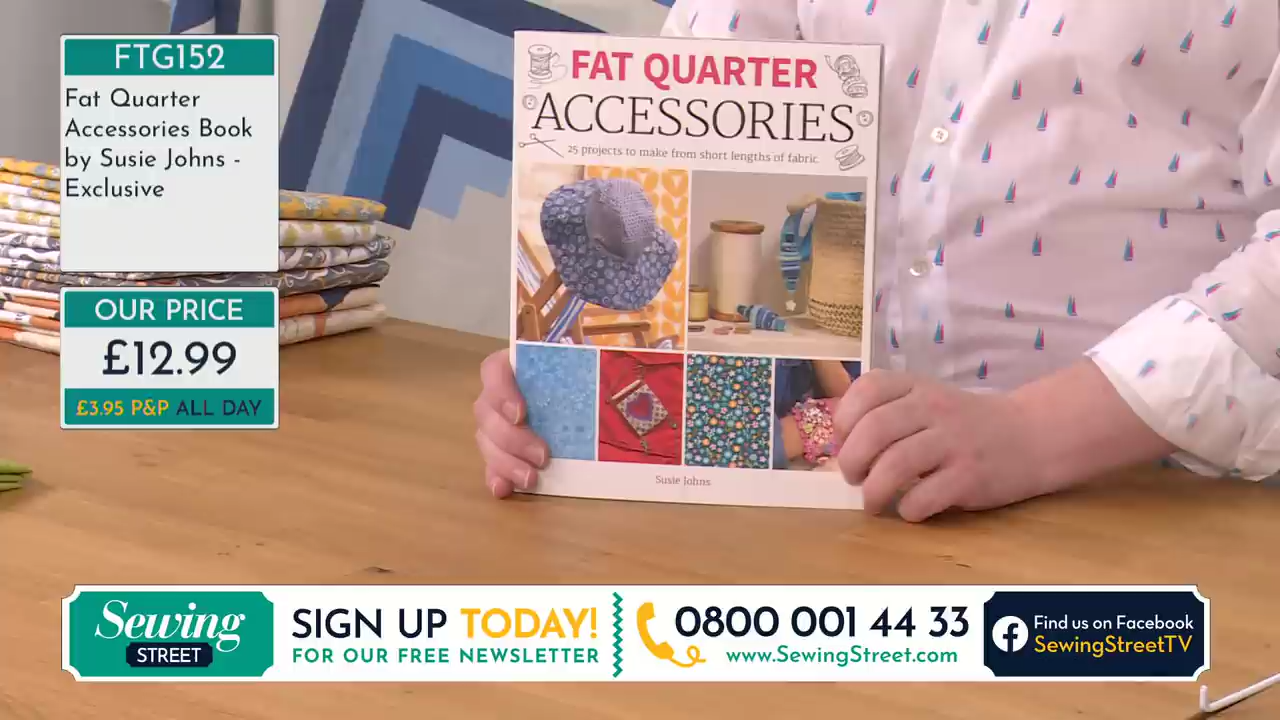 FTG152
Fat Quarter
Accessories Book
by Susie Johns -
Exclusive
OUR PRICE
£12.99
£3.95 P&P ALL DAY
FAT QUARTER
ACCESSORIES
25 projects to make from short lengths of fabric
Susie Johns
Sewing
STREET
SIGN UP TODAY!
FOR OUR FREE NEWSLETTER
0800 001 44 33
www.SewingStreet.com
Find us on Facebook
SewingStreetTV